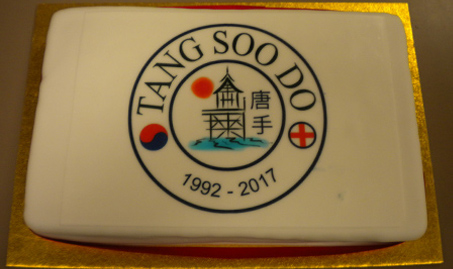 TANG SOO DO
唐
手
1992 - 2017